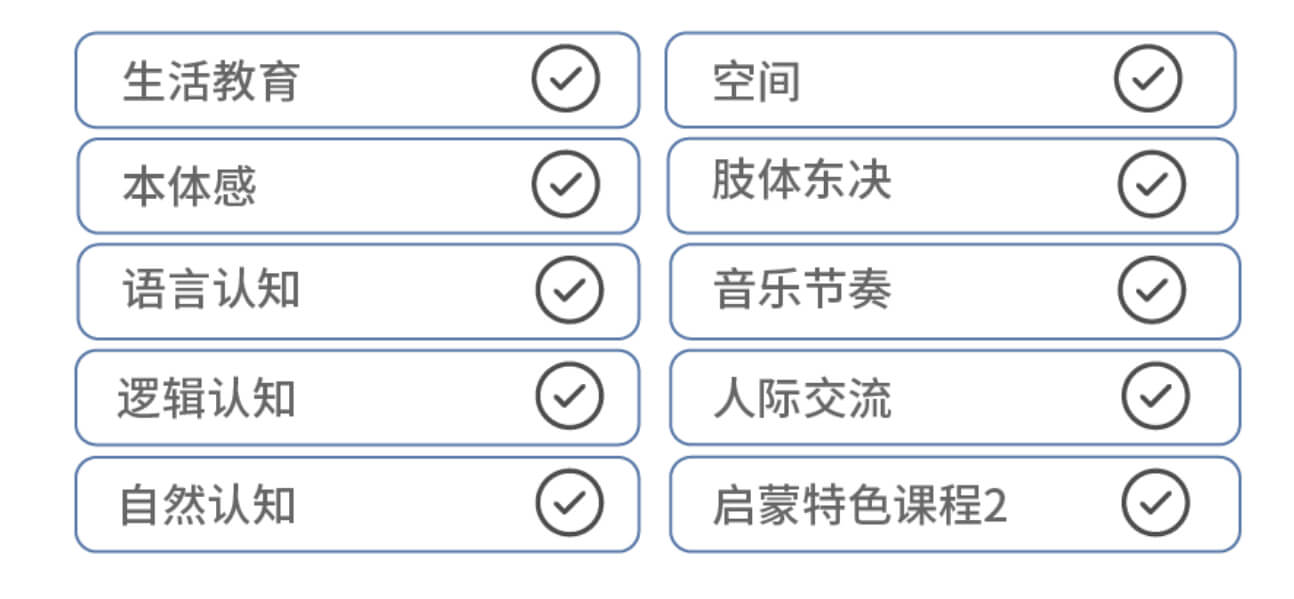 生活教育
空间
本体感
肢体东决
语言认知
音乐节奏
逻辑认知
人际交流
自然认知
启蒙特色课程2